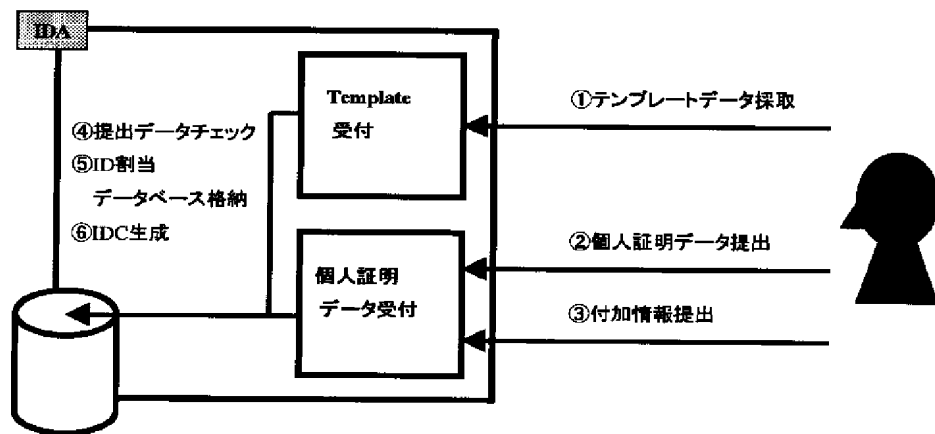 IDA
Template
受付
①テンプレートデータ採取
④提出データチェック
⑤ID割当
データベース格納
⑥IDC生成
個人証明
データ受付
②個人証明データ提出
③付加情報提出